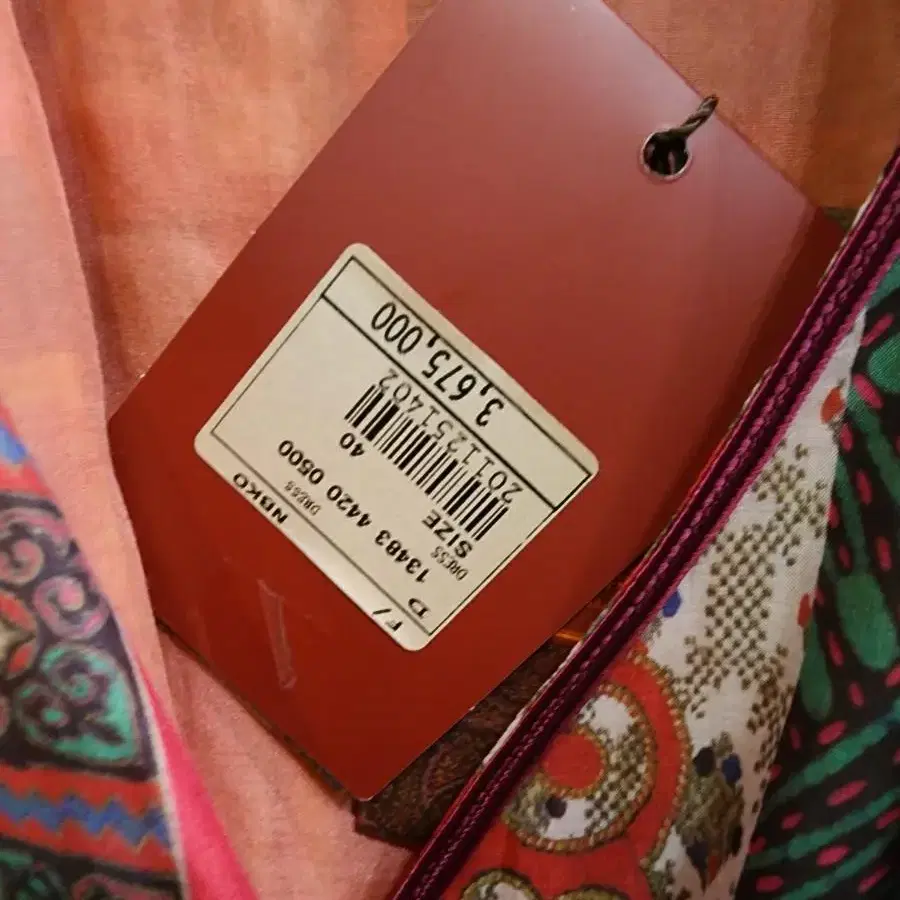 F/ NBKO
D 13483 4420 0500
DRESS DRESS
SIZE 40
2011251402
3,675,000